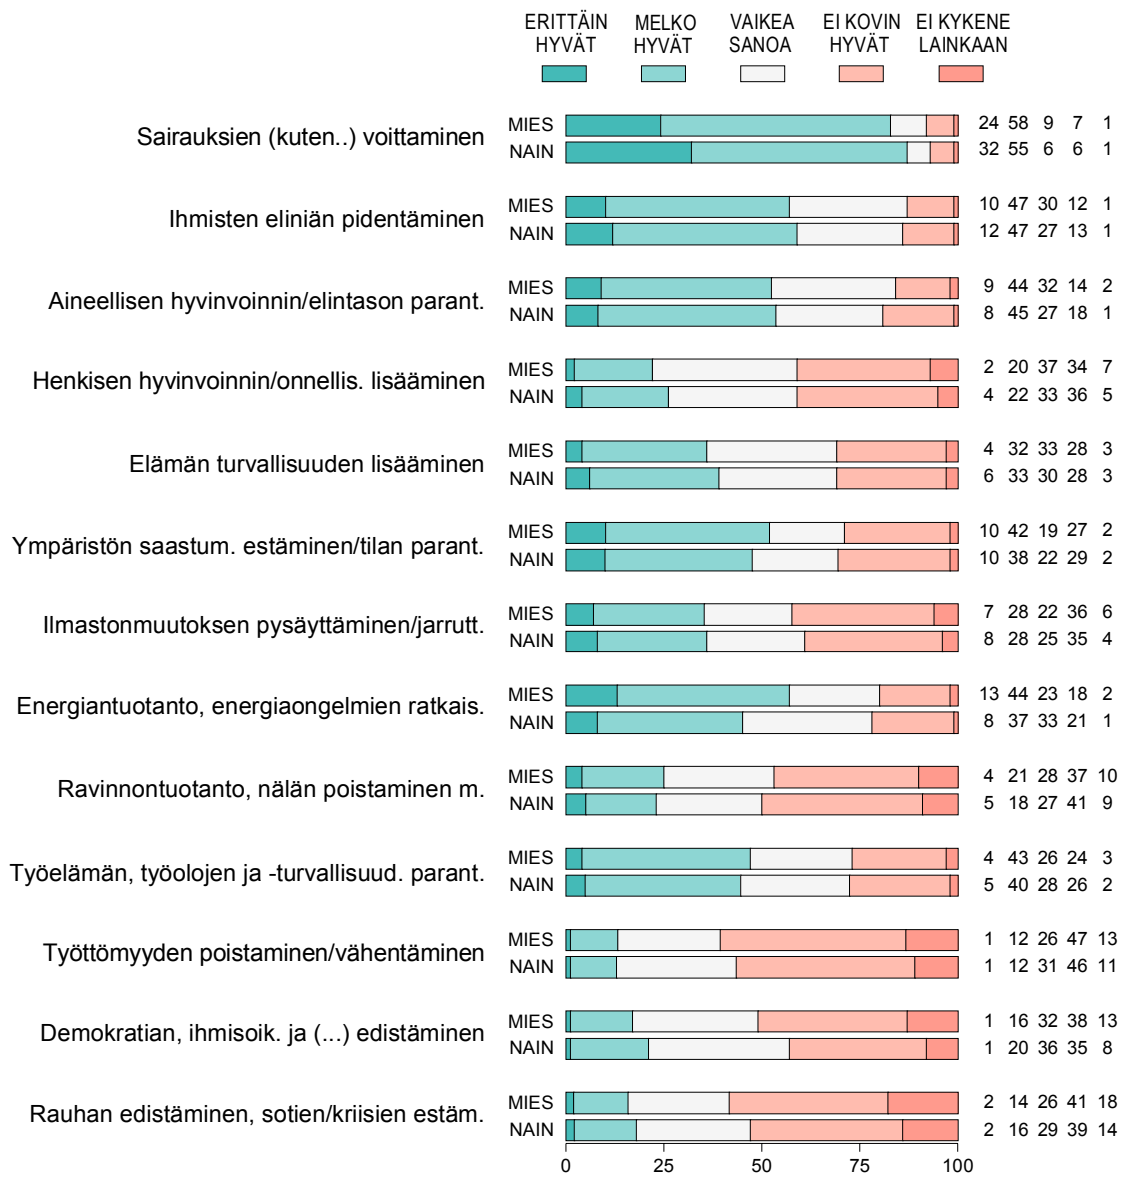 ERITTÄIN MELKO VAIKEA EI KOVIN EI KYKENE
HYVÄT HYVÄT SANOA HYVÄT LAINKAAN
Sairauksien (kuten..) voittaminen
MIES 24 58 9 7 1
NAIN 32 55 6 6 1
Ihmisten eliniän pidentäminen
MIES 10 47 30 12 1
NAIN 12 47 27 13 1
Aineellisen hyvinvoinnin/elintason parant.
MIES 9 44 32 14 2
NAIN 8 45 27 18 1
Henkisen hyvinvoinnin/onnellis. lisääminen
MIES 2 20 37 34 7
NAIN 4 22 33 36 5
Elämän turvallisuuden lisääminen
MIES 4 32 33 28 3
NAIN 6 33 30 28 3
Ympäristön saastum. estäminen/tilan parant.
MIES 10 42 19 27 2
NAIN 10 38 22 29 2
Ilmastonmuutoksen pysäyttäminen/jarrutt.
MIES 7 28 22 36 6
NAIN 8 28 25 35 4
Energiantuotanto, energiaongelmien ratkais.
MIES 13 44 23 18 2
NAIN 8 37 33 21 1
Ravinnontuotanto, nälän poistaminen m.
MIES 4 21 28 37 10
NAIN 5 18 27 41 9
Työelämän, työolojen ja -turvallisuud. parant.
MIES 4 43 26 24 3
NAIN 5 40 28 26 2
Työttömyyden poistaminen/vähentäminen
MIES 1 12 26 47 13
NAIN 1 12 31 46 11
Demokratian, ihmisoik. ja (...) edistäminen
MIES 1 16 32 38 13
NAIN 1 20 36 35 8
Rauhan edistäminen, sotien/kriisien estäm.
MIES 2 14 26 41 18
NAIN 2 16 29 39 14
0 25 50 75 100